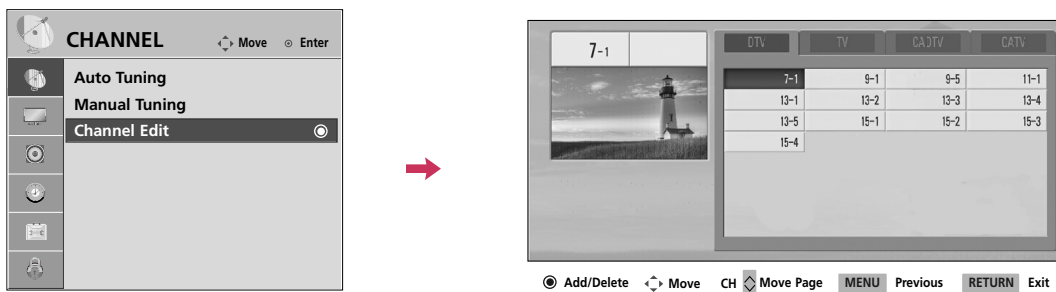 CHANNEL Move Enter
Auto Tuning
Manual Tuning
Channel Edit
7-1
DTV TV CADTV CATV
7-1 9-1 9-5 11-1
13-1 13-2 13-3 13-4
13-5 15-1 15-2 15-3
15-4
Add/Delete Move CH Move Page MENU Previous RETURN Exit